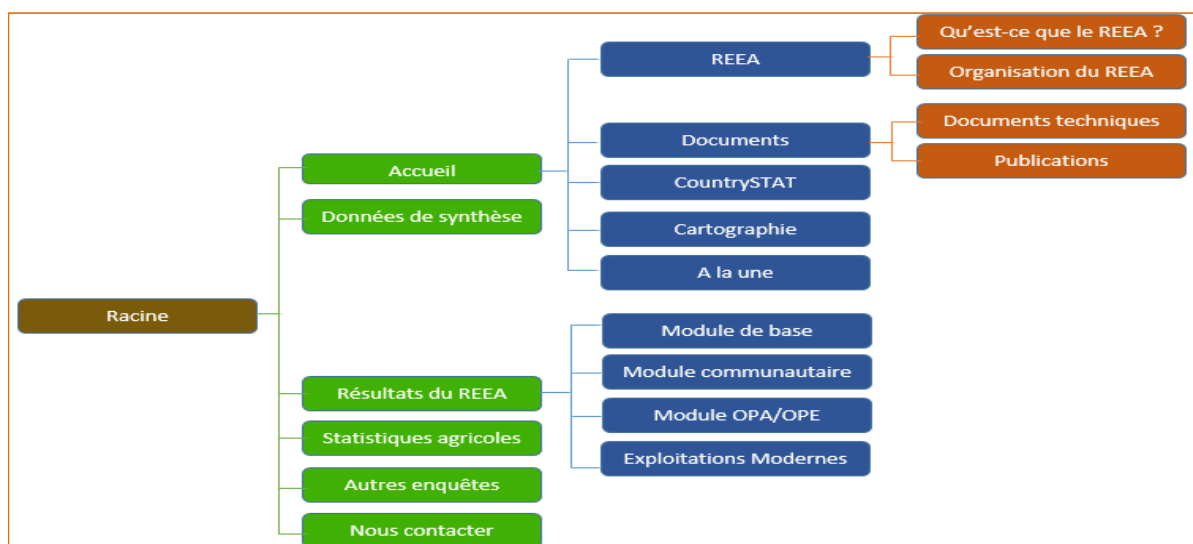 Racine
Accueil
REEA
Qu'est-ce que le REEA ?
Organisation du REEA
Documents
Documents techniques
Publications
CountrySTAT
Cartographie
A la une
Données de synthèse
Résultats du REEA
Module de base
Module communautaire
Module OPA/OPE
Exploitations Modernes
Statistiques agricoles
Autres enquêtes
Nous contacter